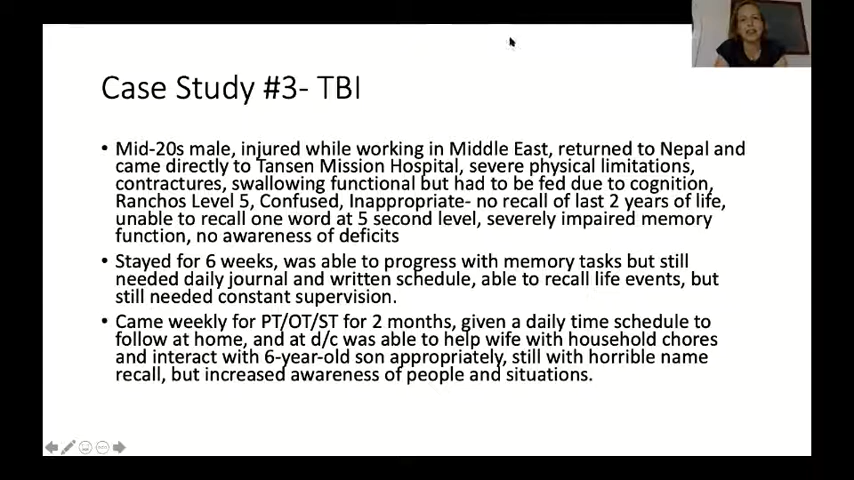 Case Study #3- TBI
• Mid-20s male, injured while working in Middle East, returned to Nepal and
came directly to Tansen Mission Hospital, severe physical limitations,
contractures, swallowing functional but had to be fed due to cognition,
Ranchos Level 5, Confused, Inappropriate- no recall of last 2 years of life,
unable to recall one word at 5 second level, severely impaired memory
function, no awareness of deficits
• Stayed for 6 weeks, was able to progress with memory tasks but still
needed daily journal and written schedule, able to recall life events, but
still needed constant supervision.
• Came weekly for PT/OT/ST for 2 months, given a daily time schedule to
follow at home, and at d/c was able to help wife with household chores
and interact with 6-year-old son appropriately, still with horrible name
recall, but increased awareness of people and situations.